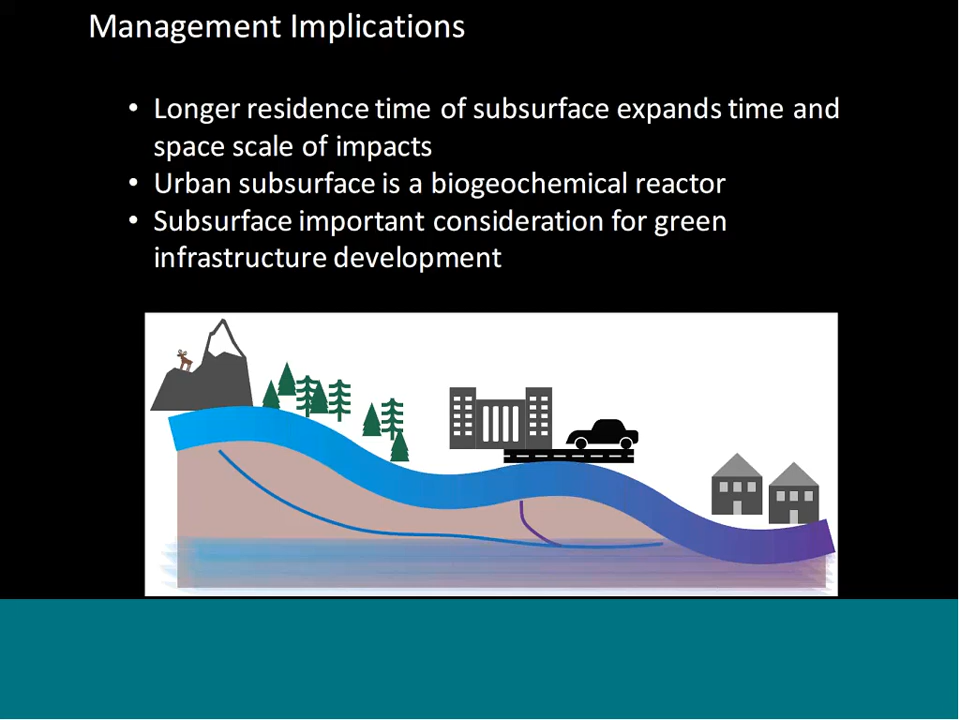 Management Implications
• Longer residence time of subsurface expands time and
space scale of impacts
• Urban subsurface is a biogeochemical reactor
• Subsurface important consideration for green
infrastructure development